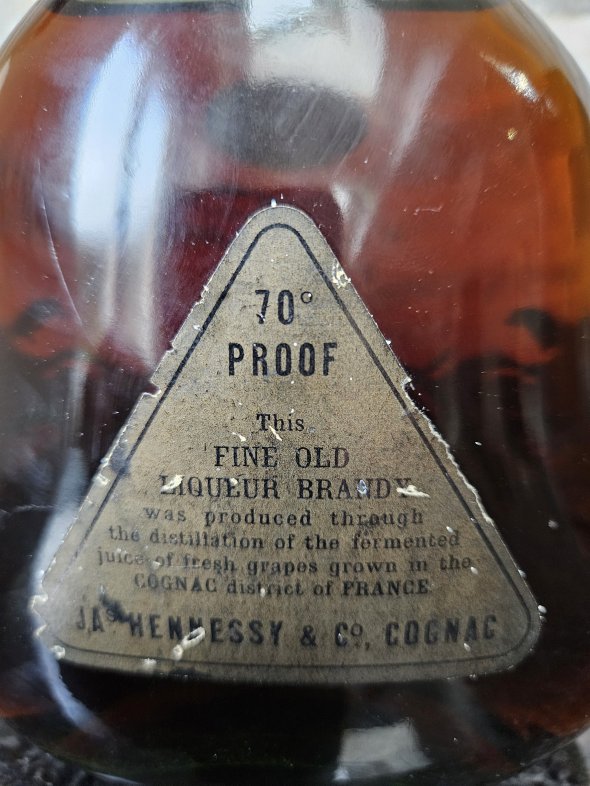 70°
PROOF
This
FINE OLD
LIQUEUR BRANDY
was produced through
the distillation of the fermented
juice of fresh grapes grown in the
COGNAC district of FRANCE
JAS HENNESSY & Co., COGNAC